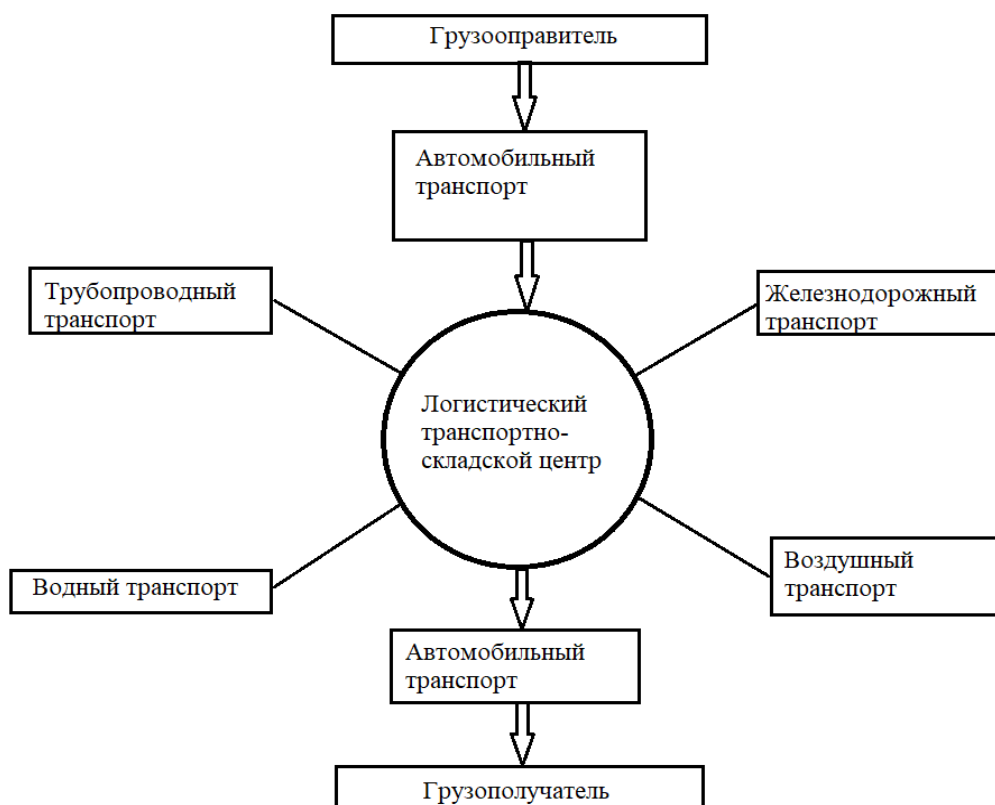 Грузооправитель
Автомобильный
транспорт
Трубопроводный
транспорт
Железнодорожный
транспорт
Логистический
транспортно-
складской центр
Водный транспорт
Воздушный
транспорт
Автомобильный
транспорт
Грузополучатель